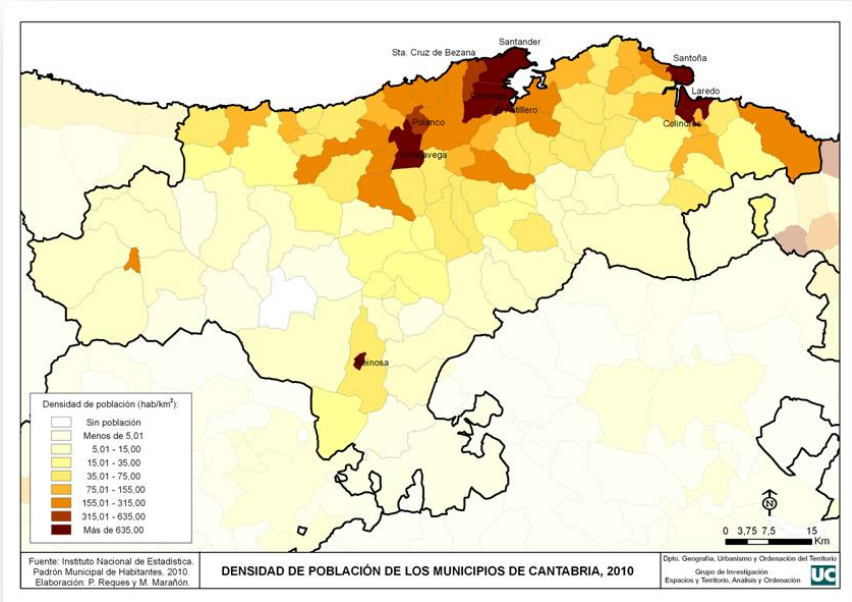 Santander
Sta. Cruz de Bezana
Santoña
Laredo
Colindres
Polanco
Reinosa
Densidad de población (hab/km²):
Sin población
Menos de 5,01
5,01 - 15,00
15,01 - 35,00
35,01 - 75,00
75,01 - 155,00
155,01 - 315,00
315,01 - 635,00
Más de 635,00
N
0 3,75 7,5 15
Km
Fuente: Instituto Nacional de Estadística.
Padrón Municipal de Habitantes, 2010.
Elaboración: P. Reques y M. Marañón.
DENSIDAD DE POBLACIÓN DE LOS MUNICIPIOS DE CANTABRIA, 2010
Dpto. Geografía, Urbanismo y Ordenación del Territorio
Grupo de Investigación
Espacios y Territorio, Análisis y Ordenación
UC